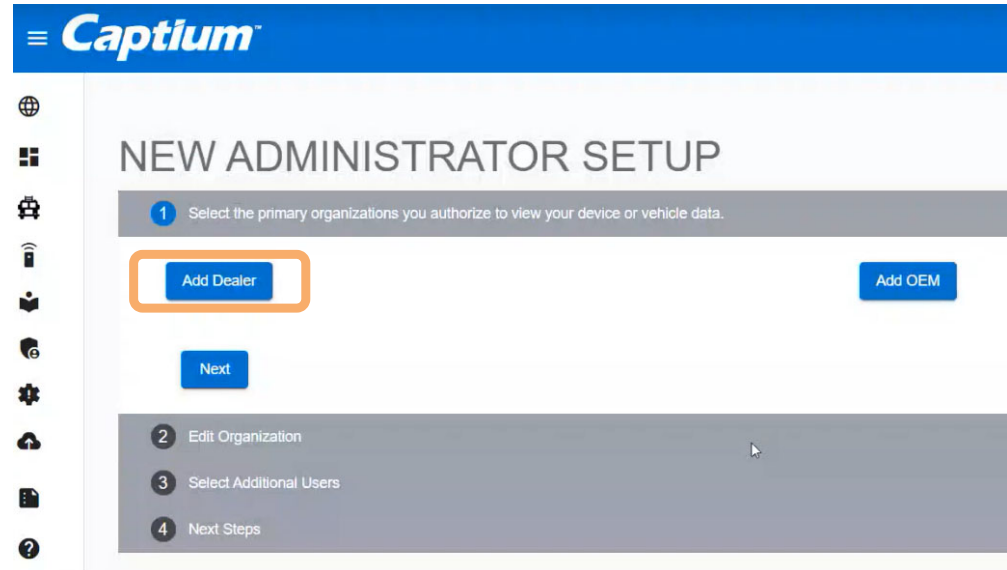 Captium™
NEW ADMINISTRATOR SETUP
1 Select the primary organizations you authorize to view your device or vehicle data.
Add Dealer Add OEM
Next
2 Edit Organization
3 Select Additional Users
4 Next Steps